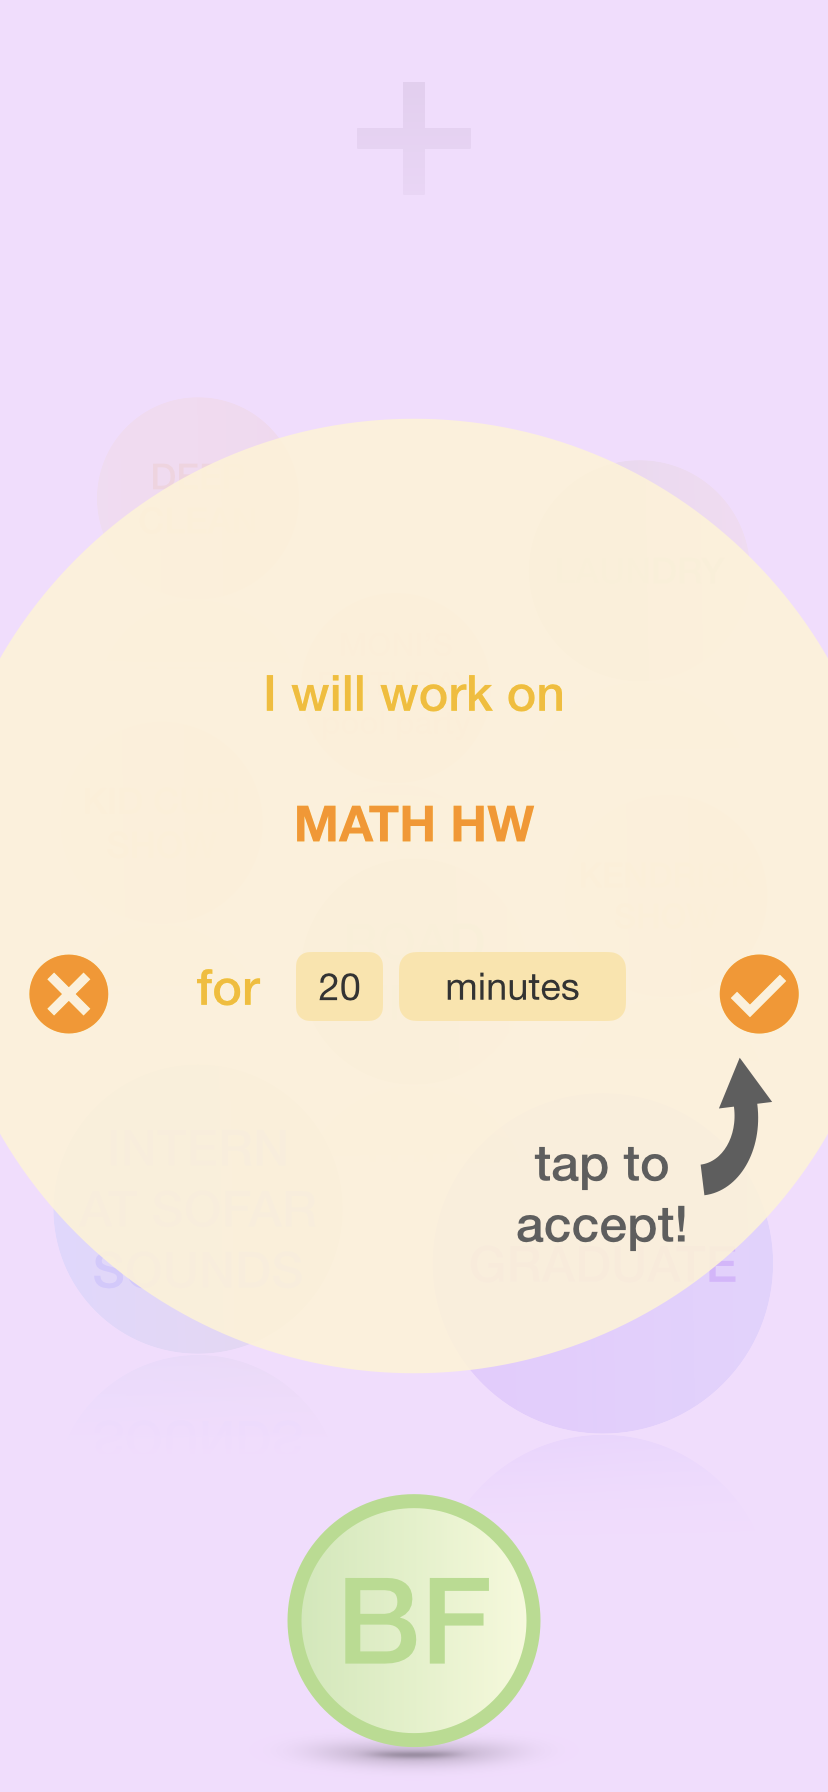 I will work on
MATH HW
for 20 minutes
tap to
accept!
INTERN
AT SOFAR
SOUNDS
GRADUATE
BF